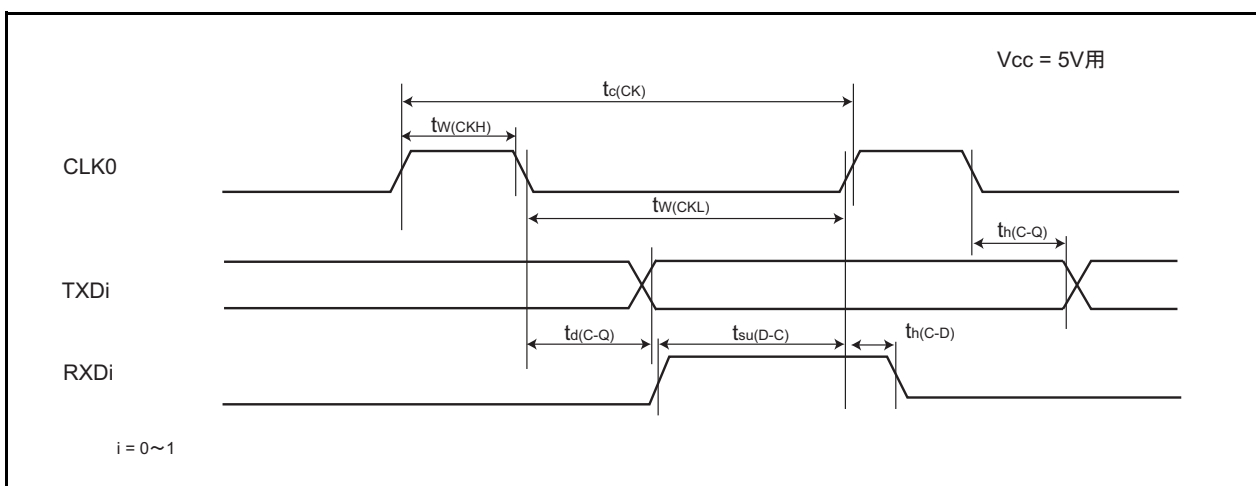 Vcc = 5V用
tc(CK)
tW(CKH)
CLK0
tW(CKL)
th(C-Q)
TXDi
td(C-Q)
tsu(D-C)
th(C-D)
RXDi
i = 0～1